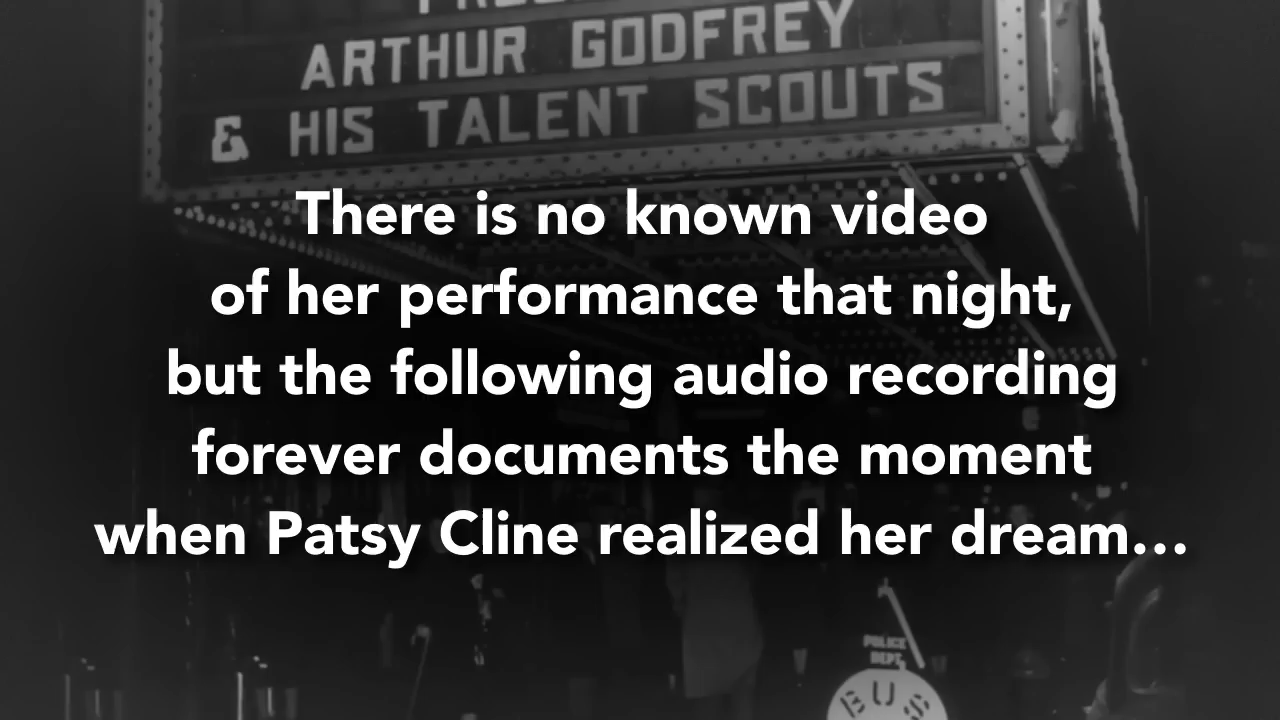 ARTHUR GODFREY
& HIS TALENT SCOUTS
There is no known video
of her performance that night,
but the following audio recording
forever documents the moment
when Patsy Cline realized her dream...
POLICE
DEPT.
BUS